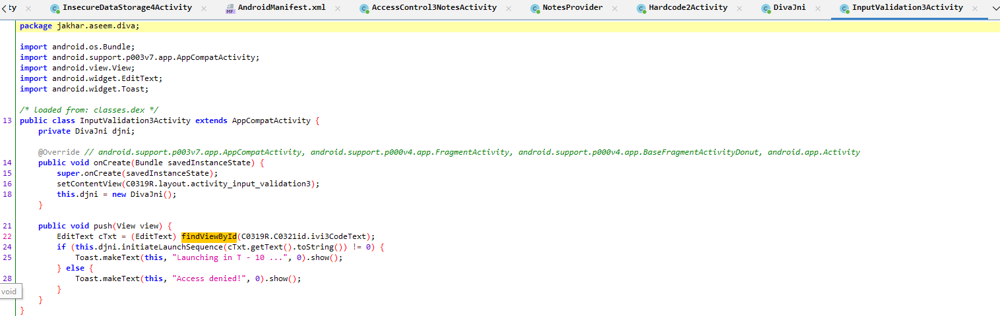 ty InsecureDataStorage4Activity AndroidManifest.xml AccessControl3NotesActivity NotesProvider Hardcode2Activity DivaJni InputValidation3Activity
package jakhar.aseem.diva;
import android.os.Bundle;
import android.support.p003v7.app.AppCompatActivity;
import android.view.View;
import android.widget.EditText;
import android.widget.Toast;
/* loaded from: classes.dex */
13 public class InputValidation3Activity extends AppCompatActivity {
private DivaJni djni;
@Override // android.support.p003v7.app.AppCompatActivity, android.support.p000v4.app.FragmentActivity, android.support.p000v4.app.BaseFragmentActivityDonut, android.app.Activity
14 public void onCreate(Bundle savedInstanceState) {
15 super.onCreate(savedInstanceState);
16 setContentView(C0319R.layout.activity_input_validation3);
18 this.djni = new DivaJni();
}
21 public void push(View view) {
22 EditText cTxt = (EditText) findViewById(C0319R.C0321id.ivi3CodeText);
24 if (this.djni.initiateLaunchSequence(cTxt.getText().toString()) != 0) {
25 Toast.makeText(this, "Launching in T - 10 ...", 0).show();
} else {
28 Toast.makeText(this, "Access denied!", 0).show();
void }
}
}